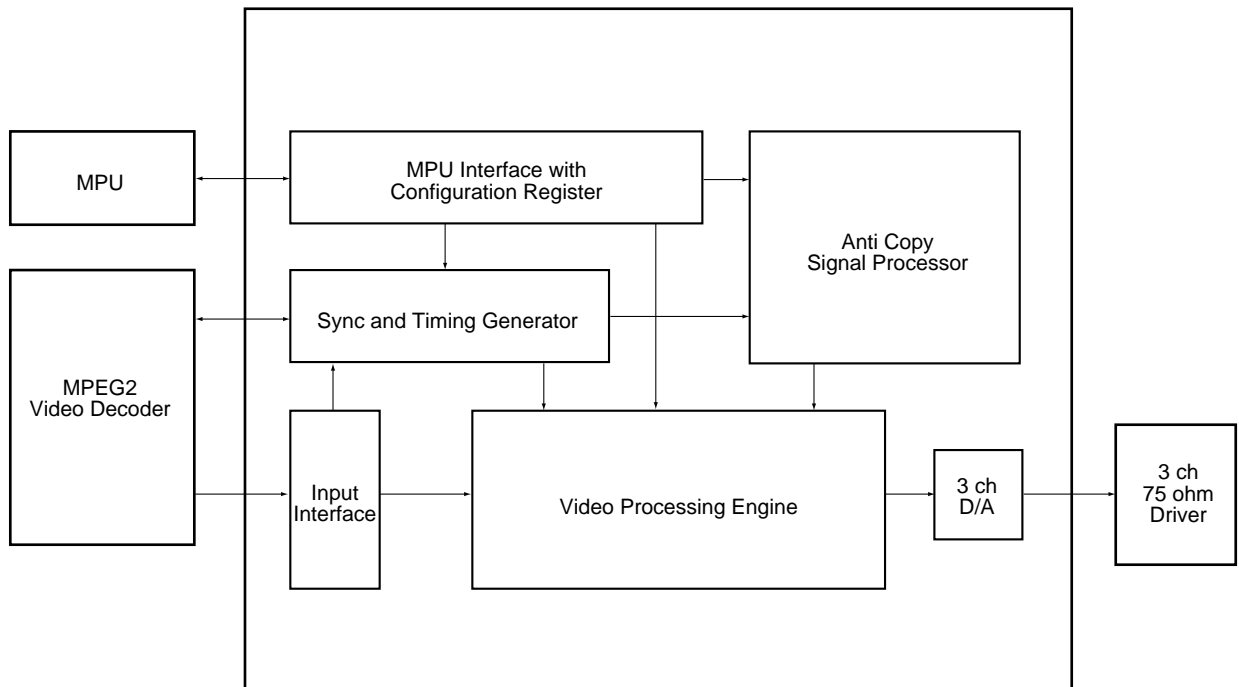 MPU
MPU Interface with
Configuration Register
Anti Copy
Signal Processor
Sync and Timing Generator
MPEG2
Video Decoder
Input
Interface
Video Processing Engine
3 ch
D/A
3 ch
75 ohm
Driver